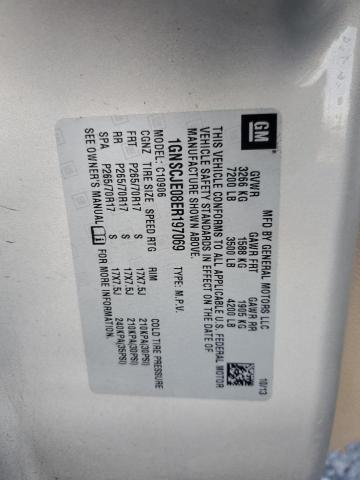 GM
MFD BY GENERAL MOTORS LLC
10/13
GVWR GAWR FRT GAWR RR
3266 KG 1588 KG 1905 KG
7200 LB 3500 LB 4200 LB
THIS VEHICLE CONFORMS TO ALL APPLICABLE U.S. FEDERAL MOTOR
VEHICLE SAFETY STANDARDS IN EFFECT ON THE DATE OF
MANUFACTURE SHOWN ABOVE.
1GNSCJE08ER197069 TYPE: M.P.V.
MODEL: C10906
CGNZ TIRE SIZE SPEED RTG RIM COLD TIRE PRESSURE
FRT P265/70R17 S 17X7.5J 210KPA(30PSI)
RR P265/70R17 S 17X7.5J 210KPA(30PSI)
SPA P265/70R17 S 17X7.5J 240KPA(35PSI)
SEE OWNER'S MANUAL FOR MORE INFORMATION.